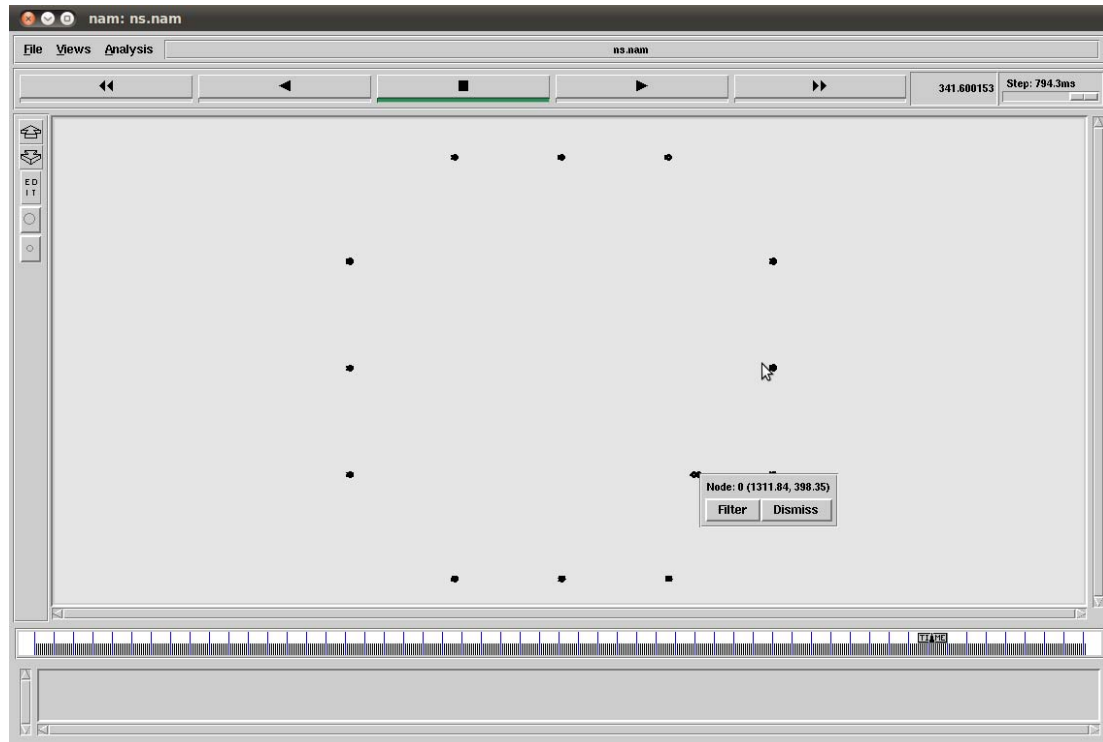 nam: ns.nam
File Views Analysis ns.nam
341.600153 Step: 794.3ms
ED
IT
Node: 0 (1311.84, 398.35)
Filter Dismiss
TIME